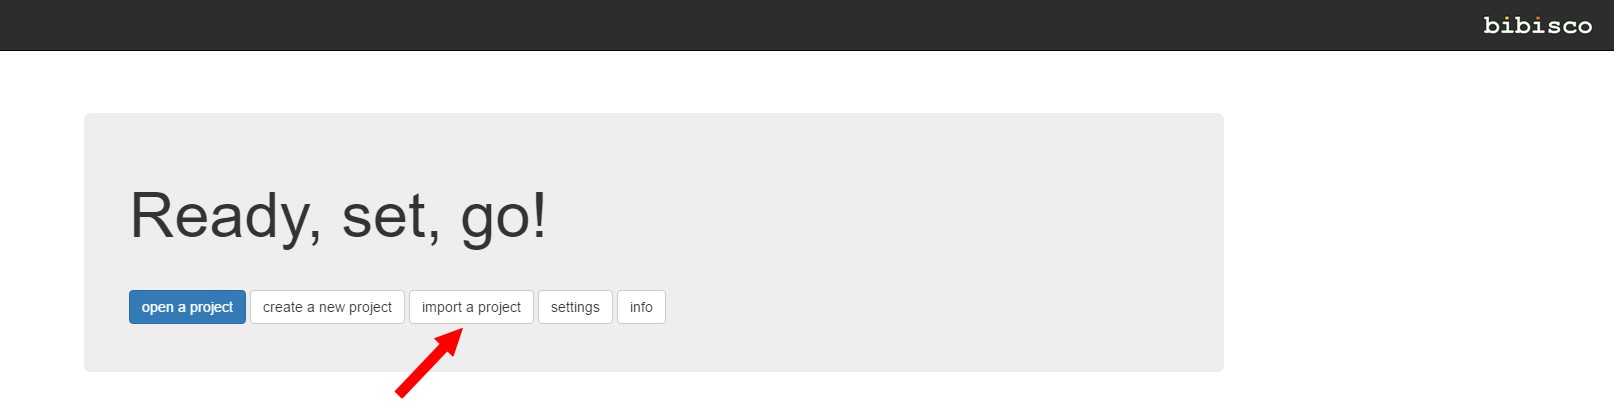 bibisco
Ready, set, go!
open a project create a new project import a project settings info